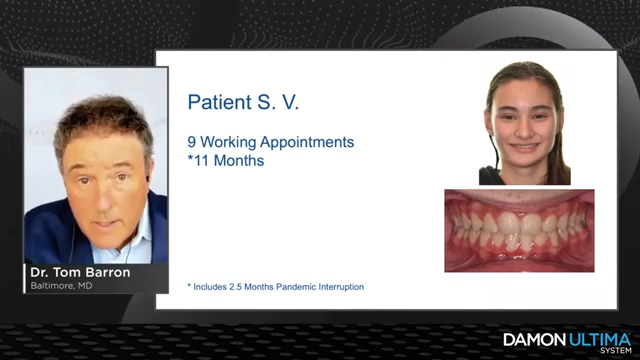 Patient S. V.
9 Working Appointments
*11 Months
Dr. Tom Barron
Baltimore, MD
* Includes 2.5 Months Pandemic Interruption
DAMON ULTIMA
SYSTEM